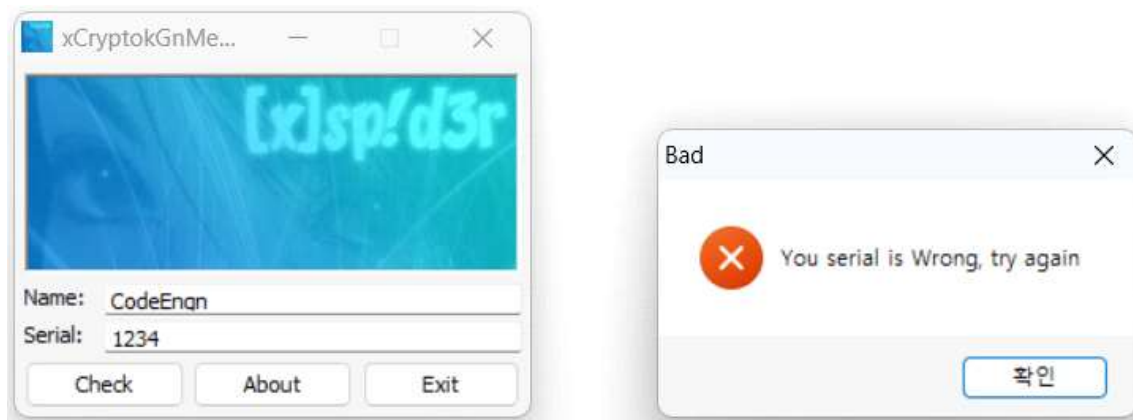 xCryptokGnMe...
[x]sp!d3r
Name: CodeEngn
Serial: 1234
Check About Exit
Bad
You serial is Wrong, try again
확인